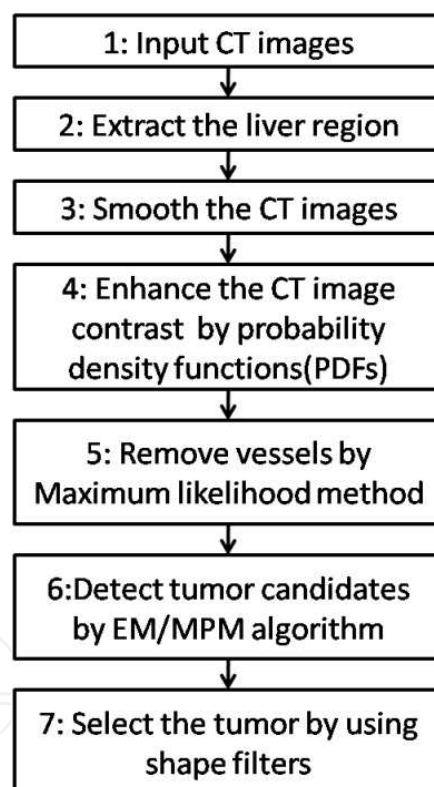 1: Input CT images
2: Extract the liver region
3: Smooth the CT images
4: Enhance the CT image
contrast by probability
density functions(PDFs)
5: Remove vessels by
Maximum likelihood method
6:Detect tumor candidates
by EM/MPM algorithm
7: Select the tumor by using
shape filters